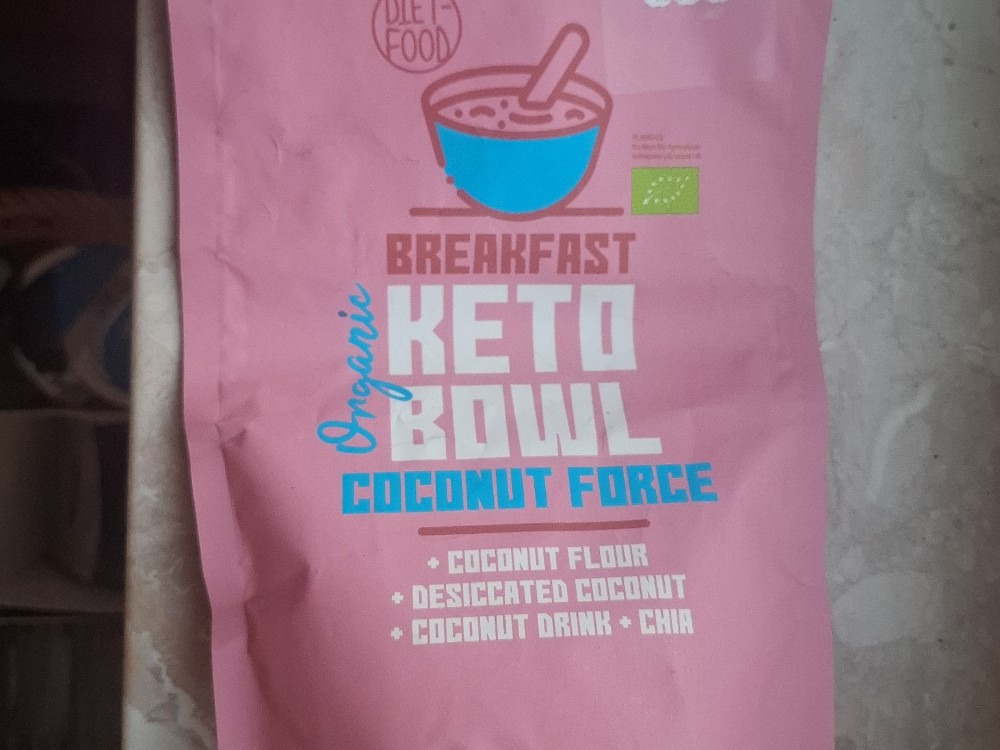 DIET-
FOOD
BREAKFAST
Organic
KETO
BOWL
COCONUT FORCE
+ COCONUT FLOUR
+ DESICCATED COCONUT
+ COCONUT DRINK + CHIA